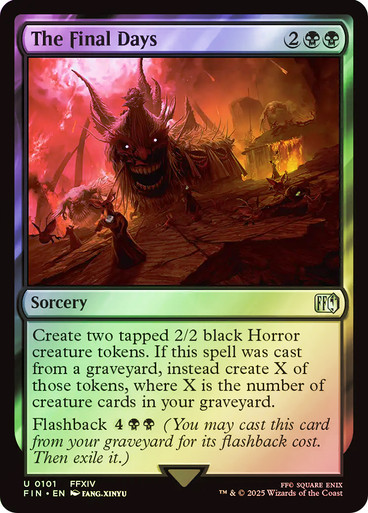 The Final Days 2
Sorcery
FFC
Create two tapped 2/2 black Horror
creature tokens. If this spell was cast
from a graveyard, instead create X of
those tokens, where X is the number of
creature cards in your graveyard.
Flashback 4 (You may cast this card
from your graveyard for its flashback cost.
Then exile it.)
U 0101 FFXIV
FIN • EN FANG.XINYU
FF© SQUARE ENIX
™ & © 2025 Wizards of the Coast